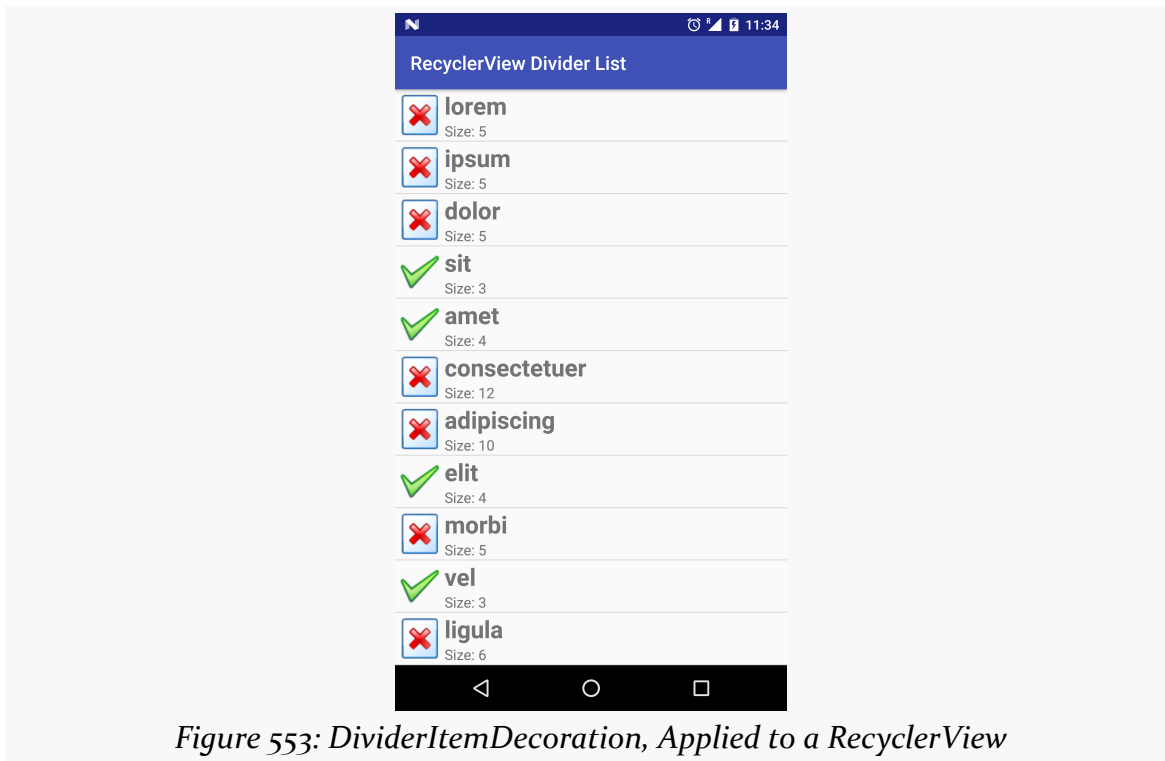 11:34
RecyclerView Divider List
lorem
Size: 5
ipsum
Size: 5
dolor
Size: 5
sit
Size: 3
amet
Size: 4
consectetuer
Size: 12
adipiscing
Size: 10
elit
Size: 4
morbi
Size: 5
vel
Size: 3
ligula
Size: 6
Figure 553: DividerItemDecoration, Applied to a RecyclerView